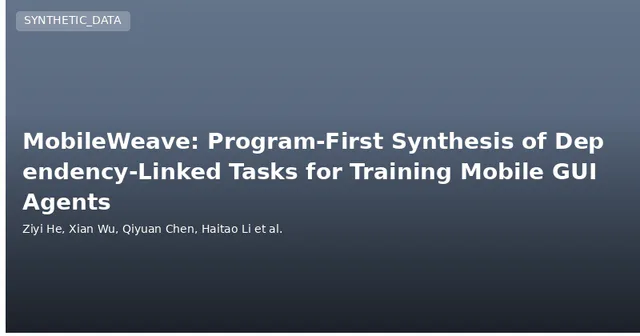 SYNTHETIC_DATA
MobileWeave: Program-First Synthesis of Dep
endency-Linked Tasks for Training Mobile GUI
Agents
Ziyi He, Xian Wu, Qiyuan Chen, Haitao Li et al.